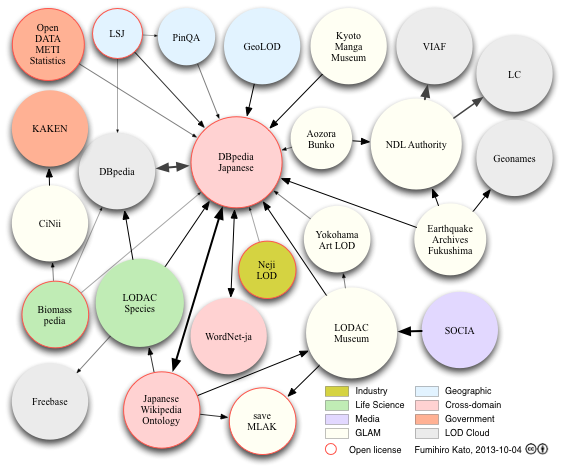 Open
DATA
METI
Statistics
LSJ
PinQA
GeoLOD
Kyoto
Manga
Museum
VIAF
LC
KAKEN
DBpedia
DBpedia
Japanese
Aozora
Bunko
NDL Authority
Geonames
CiNii
Yokohama
Art LOD
Earthquake
Archives
Fukushima
Neji
LOD
Biomass
pedia
LODAC
Species
WordNet-ja
LODAC
Museum
SOCIA
Freebase
Japanese
Wikipedia
Ontology
save
MLAK
Industry
Geographic
Life Science
Cross-domain
Media
Government
GLAM
LOD Cloud
Open license
Fumihiro Kato, 2013-10-04